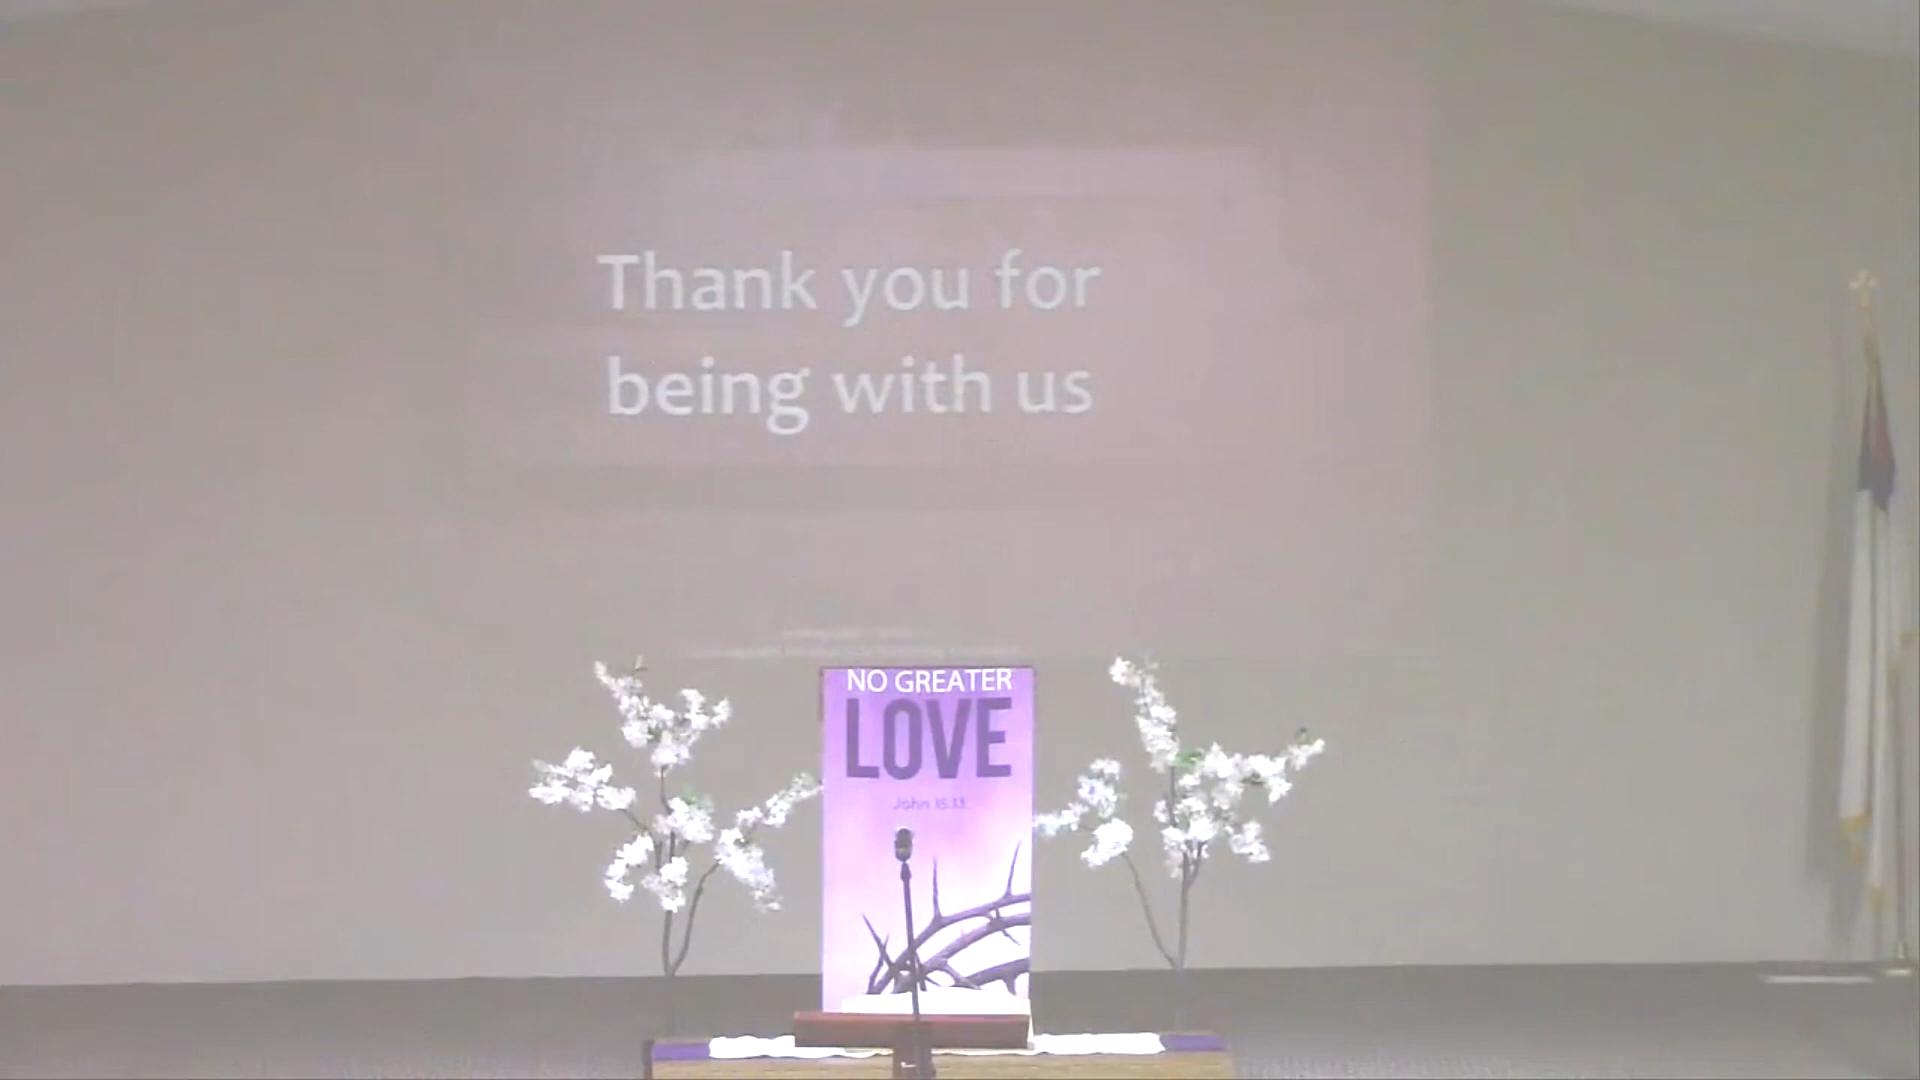 Thank you for
being with us
NO GREATER
LOVE
John 15:13